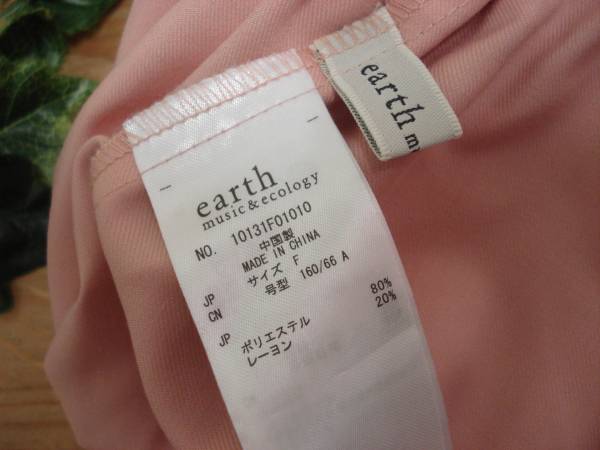 earth
music & ecology
NO. 10131F01010
中国製
MADE IN CHINA
JP サイズ F
CN 号型 160/66 A
JP ポリエステル 80%
レーヨン 20%
earth mu